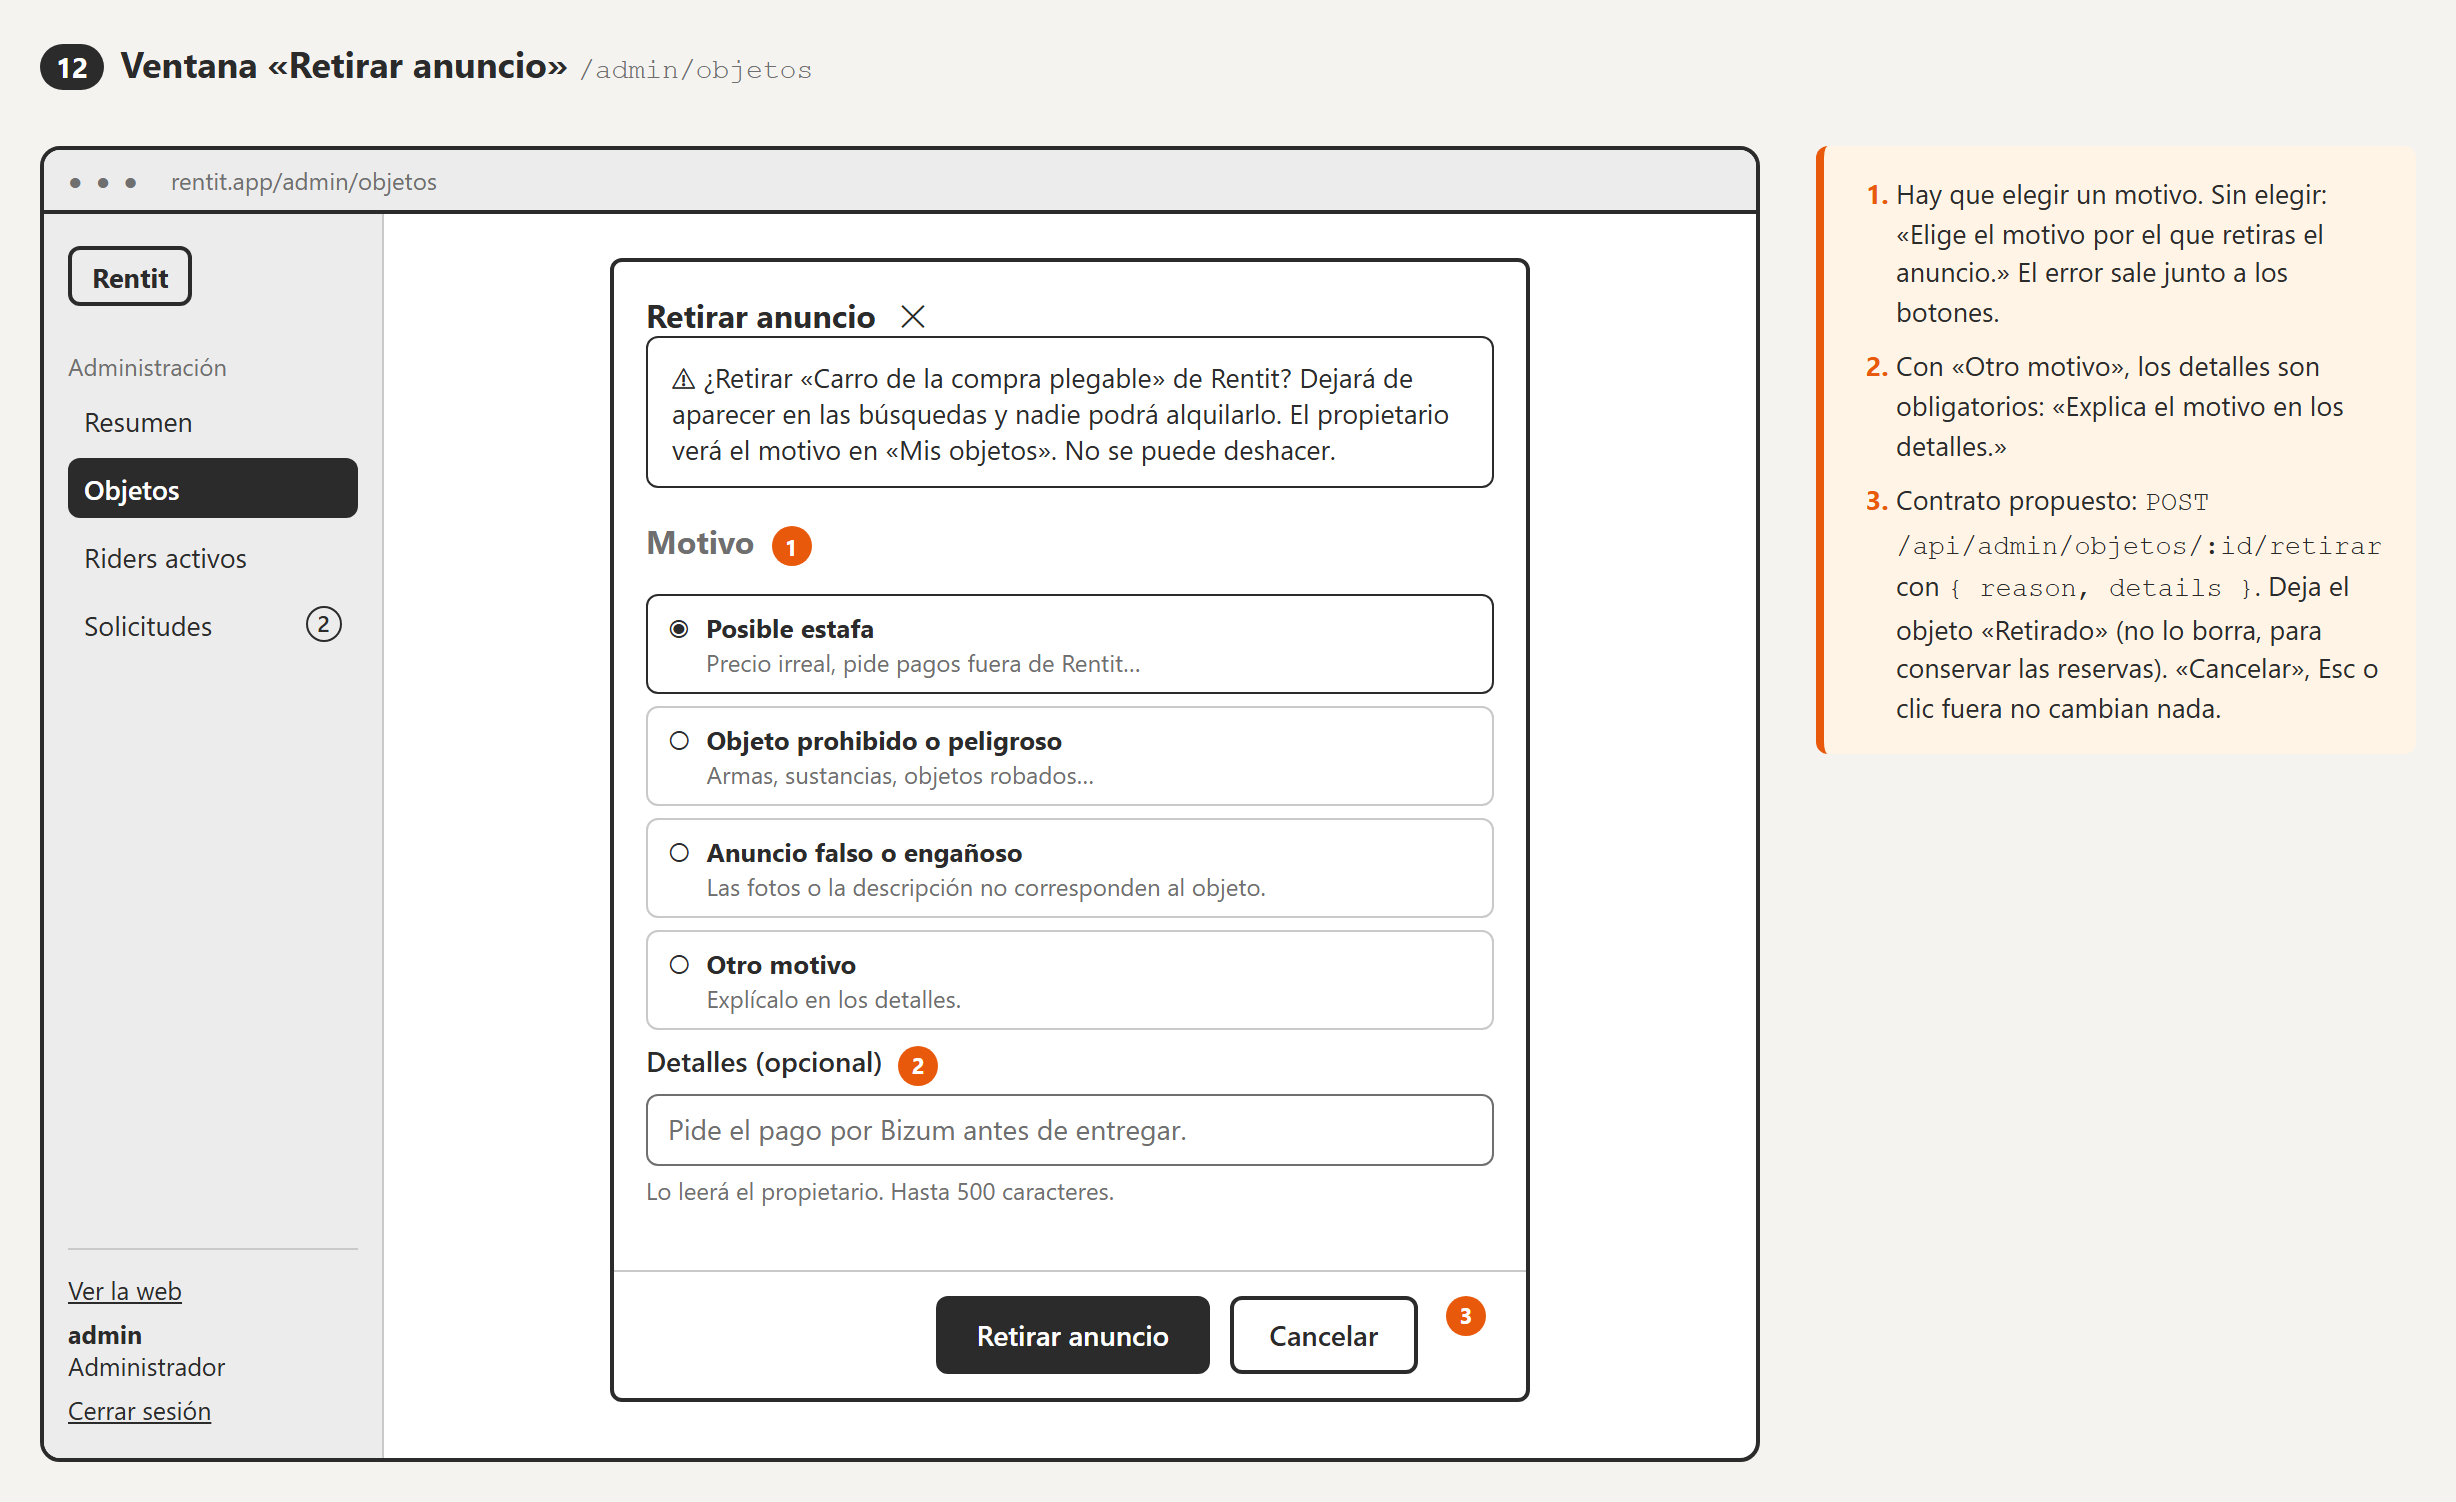 12 Ventana «Retirar anuncio» /admin/objetos
rentit.app/admin/objetos
Rentit
Administración
Resumen
Objetos
Riders activos
Solicitudes 2
Ver la web
admin
Administrador
Cerrar sesión
Retirar anuncio ×
⚠ ¿Retirar «Carro de la compra plegable» de Rentit? Dejará de
aparecer en las búsquedas y nadie podrá alquilarlo. El propietario
verá el motivo en «Mis objetos». No se puede deshacer.
Motivo 1
Posible estafa
Precio irreal, pide pagos fuera de Rentit...
Objeto prohibido o peligroso
Armas, sustancias, objetos robados...
Anuncio falso o engañoso
Las fotos o la descripción no corresponden al objeto.
Otro motivo
Explícalo en los detalles.
Detalles (opcional) 2
Pide el pago por Bizum antes de entregar.
Lo leerá el propietario. Hasta 500 caracteres.
Retirar anuncio
Cancelar
3
1. Hay que elegir un motivo. Sin elegir:
«Elige el motivo por el que retiras el
anuncio.» El error sale junto a los
botones.
2. Con «Otro motivo», los detalles son
obligatorios: «Explica el motivo en los
detalles.»
3. Contrato propuesto: POST
/api/admin/objetos/:id/retirar
con { reason, details }. Deja el
objeto «Retirado» (no lo borra, para
conservar las reservas). «Cancelar», Esc o
clic fuera no cambian nada.